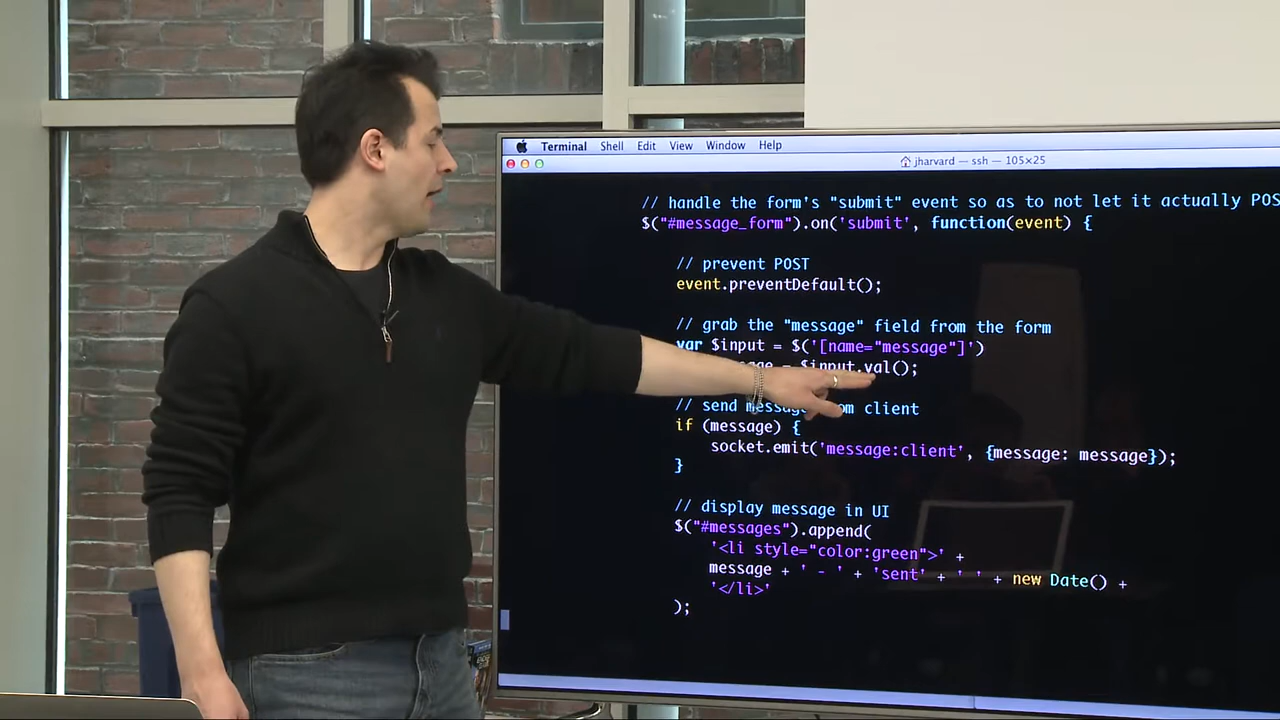 Terminal Shell Edit View Window Help
jharvard — ssh — 105×25
// handle the form's "submit" event so as to not let it actually POS
$("#message_form").on('submit', function(event) {
// prevent POST
event.preventDefault();
// grab the "message" field from the form
var $input = $('[name="message"]')
= $input.val();
// send client
if (message) {
socket.emit('message:client', {message: message});
}
// display message in UI
$("#messages").append(
'<li style="color:green">' +
message + ' - ' + 'sent' + ' ' + new Date() +
'</li>'
);